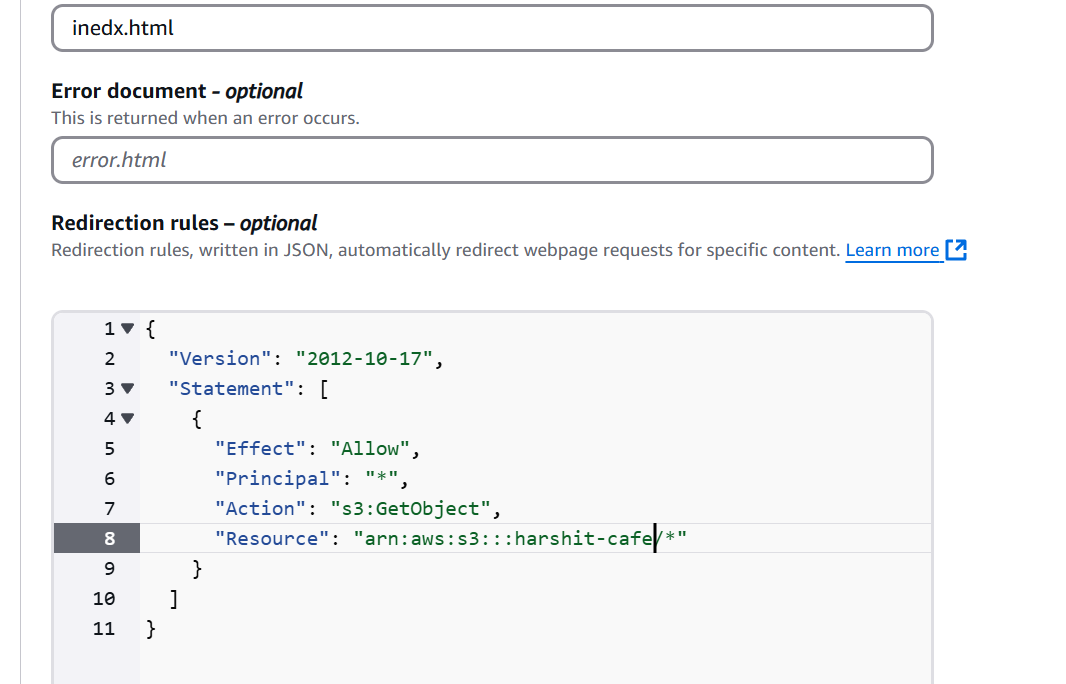 inedx.html
Error document - optional
This is returned when an error occurs.
error.html
Redirection rules – optional
Redirection rules, written in JSON, automatically redirect webpage requests for specific content. Learn more
1 {
2 "Version": "2012-10-17",
3 "Statement": [
4 {
5 "Effect": "Allow",
6 "Principal": "*",
7 "Action": "s3:GetObject",
8 "Resource": "arn:aws:s3:::harshit-cafe/*"
9 }
10 ]
11 }